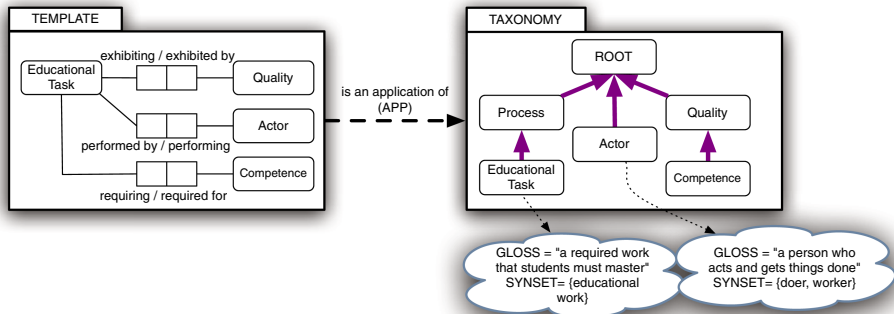 TEMPLATE
exhibiting / exhibited by
Educational
Task
Quality
Actor
performed by / performing
Competence
requiring / required for
is an application of
(APP)
TAXONOMY
ROOT
Process
Quality
Actor
Educational
Task
Competence
GLOSS = "a required work
that students must master"
SYNSET= {educational
work}
GLOSS = "a person who
acts and gets things done"
SYNSET= {doer, worker}